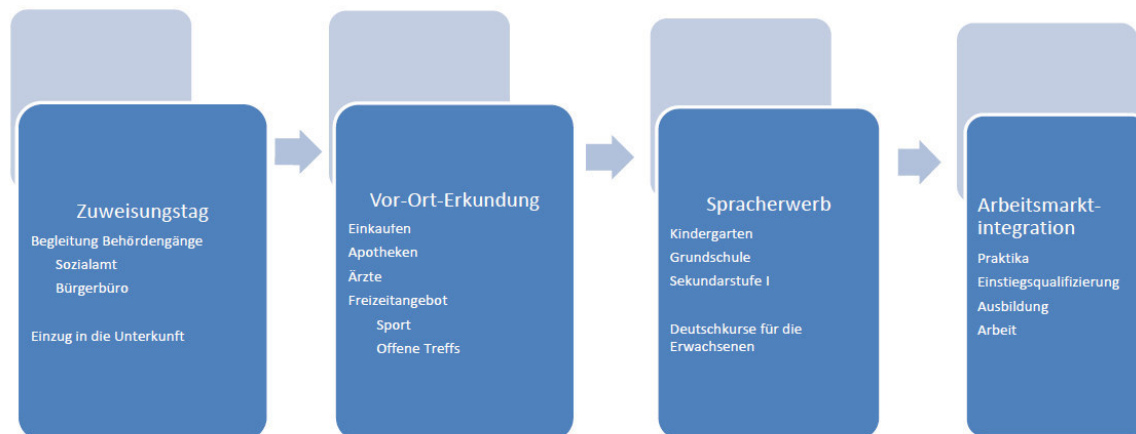 Zuweisungstag
Begleitung Behördengänge
Sozialamt
Bürgerbüro
Einzug in die Unterkunft
Vor-Ort-Erkundung
Einkaufen
Apotheken
Ärzte
Freizeitangebot
Sport
Offene Treffs
Spracherwerb
Kindergarten
Grundschule
Sekundarstufe I
Deutschkurse für die
Erwachsenen
Arbeitsmarkt-
integration
Praktika
Einstiegsqualifizierung
Ausbildung
Arbeit